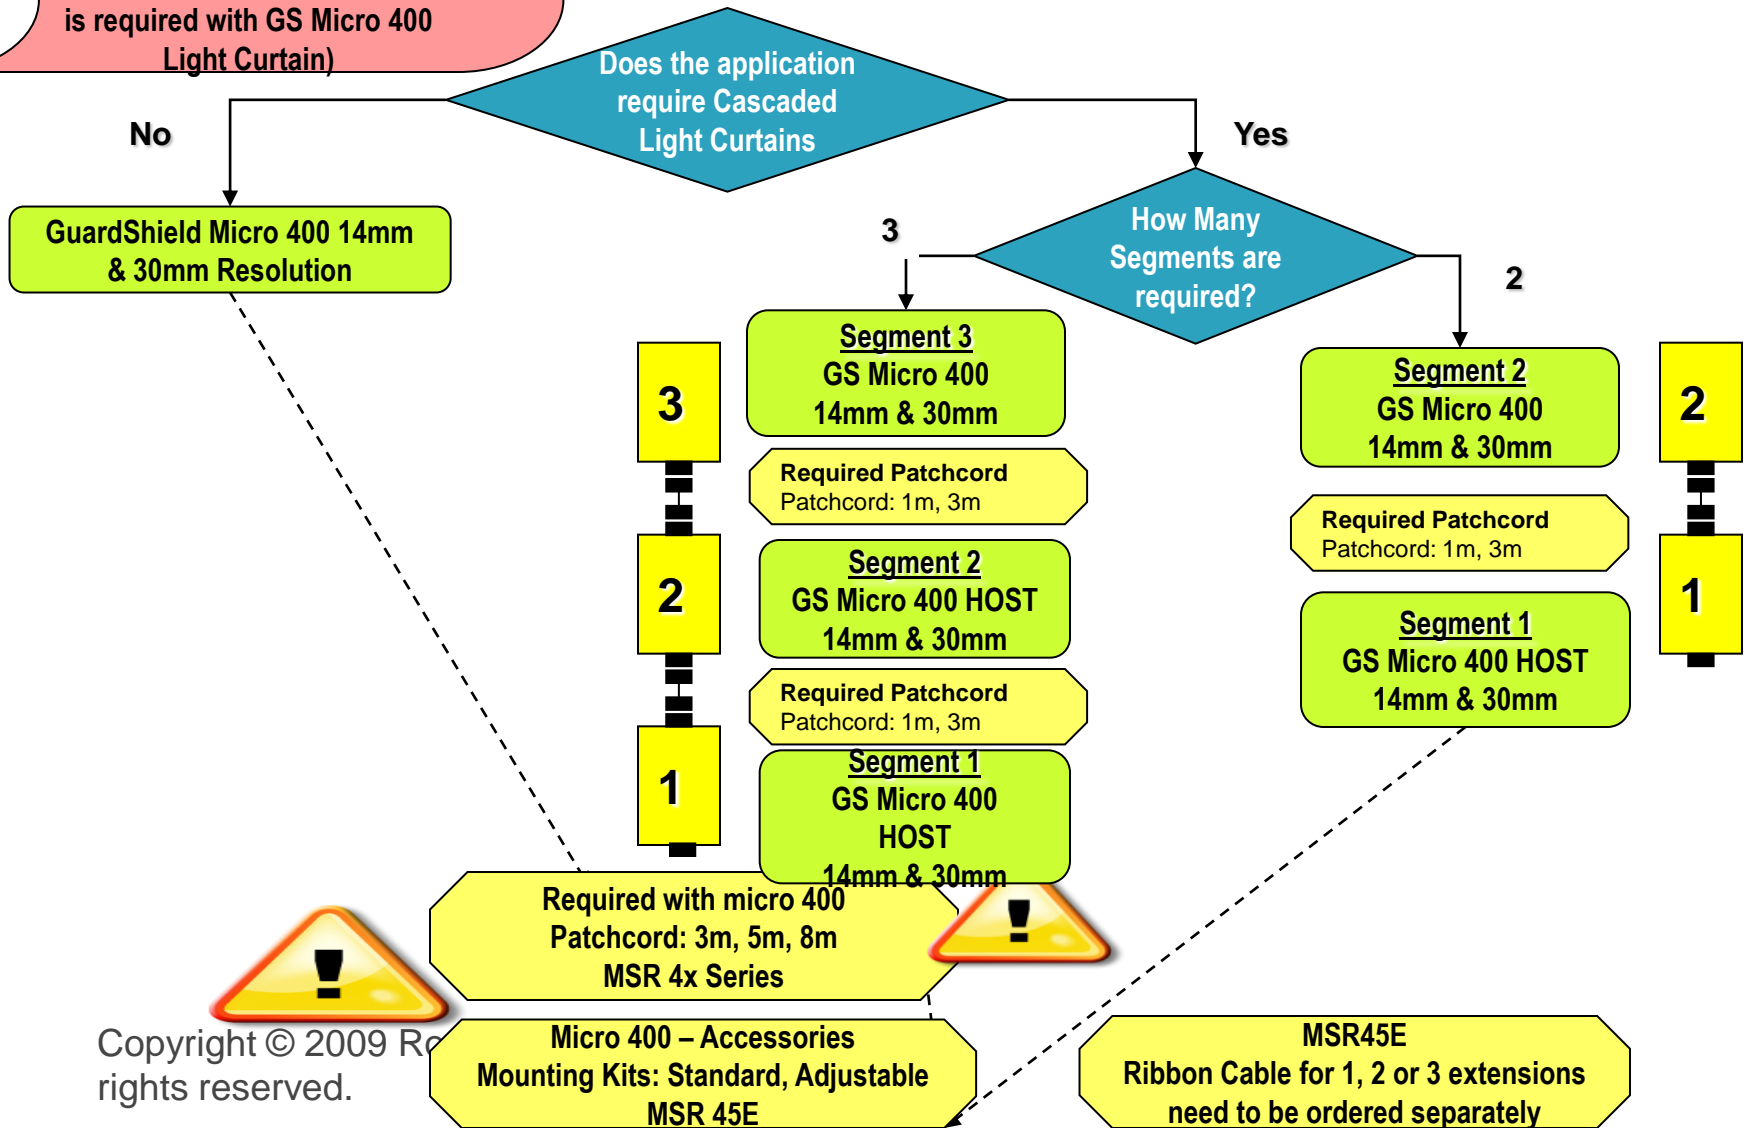 is required with GS Micro 400
Light Curtain)
Does the application
require Cascaded
Light Curtains
No
Yes
GuardShield Micro 400 14mm
& 30mm Resolution
How Many
Segments are
required?
3
2
Segment 3
GS Micro 400
14mm & 30mm
3
Required Patchcord
Patchcord: 1m, 3m
Segment 2
GS Micro 400 HOST
14mm & 30mm
2
Required Patchcord
Patchcord: 1m, 3m
Segment 1
GS Micro 400
HOST
14mm & 30mm
1
Segment 2
GS Micro 400
14mm & 30mm
2
Required Patchcord
Patchcord: 1m, 3m
Segment 1
GS Micro 400 HOST
14mm & 30mm
1
Required with micro 400
Patchcord: 3m, 5m, 8m
MSR 4x Series
Micro 400 – Accessories
Mounting Kits: Standard, Adjustable
MSR 45E
MSR45E
Ribbon Cable for 1, 2 or 3 extensions
need to be ordered separately
Copyright © 2009
rights reserved.